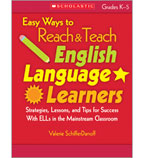 SCHOLASTIC
Grades K–5
Easy Ways to
Reach & Teach
English
Language
Learners
Strategies, Lessons, and Tips for Success
With ELLs in the Mainstream Classroom
Valerie SchifferDanoff